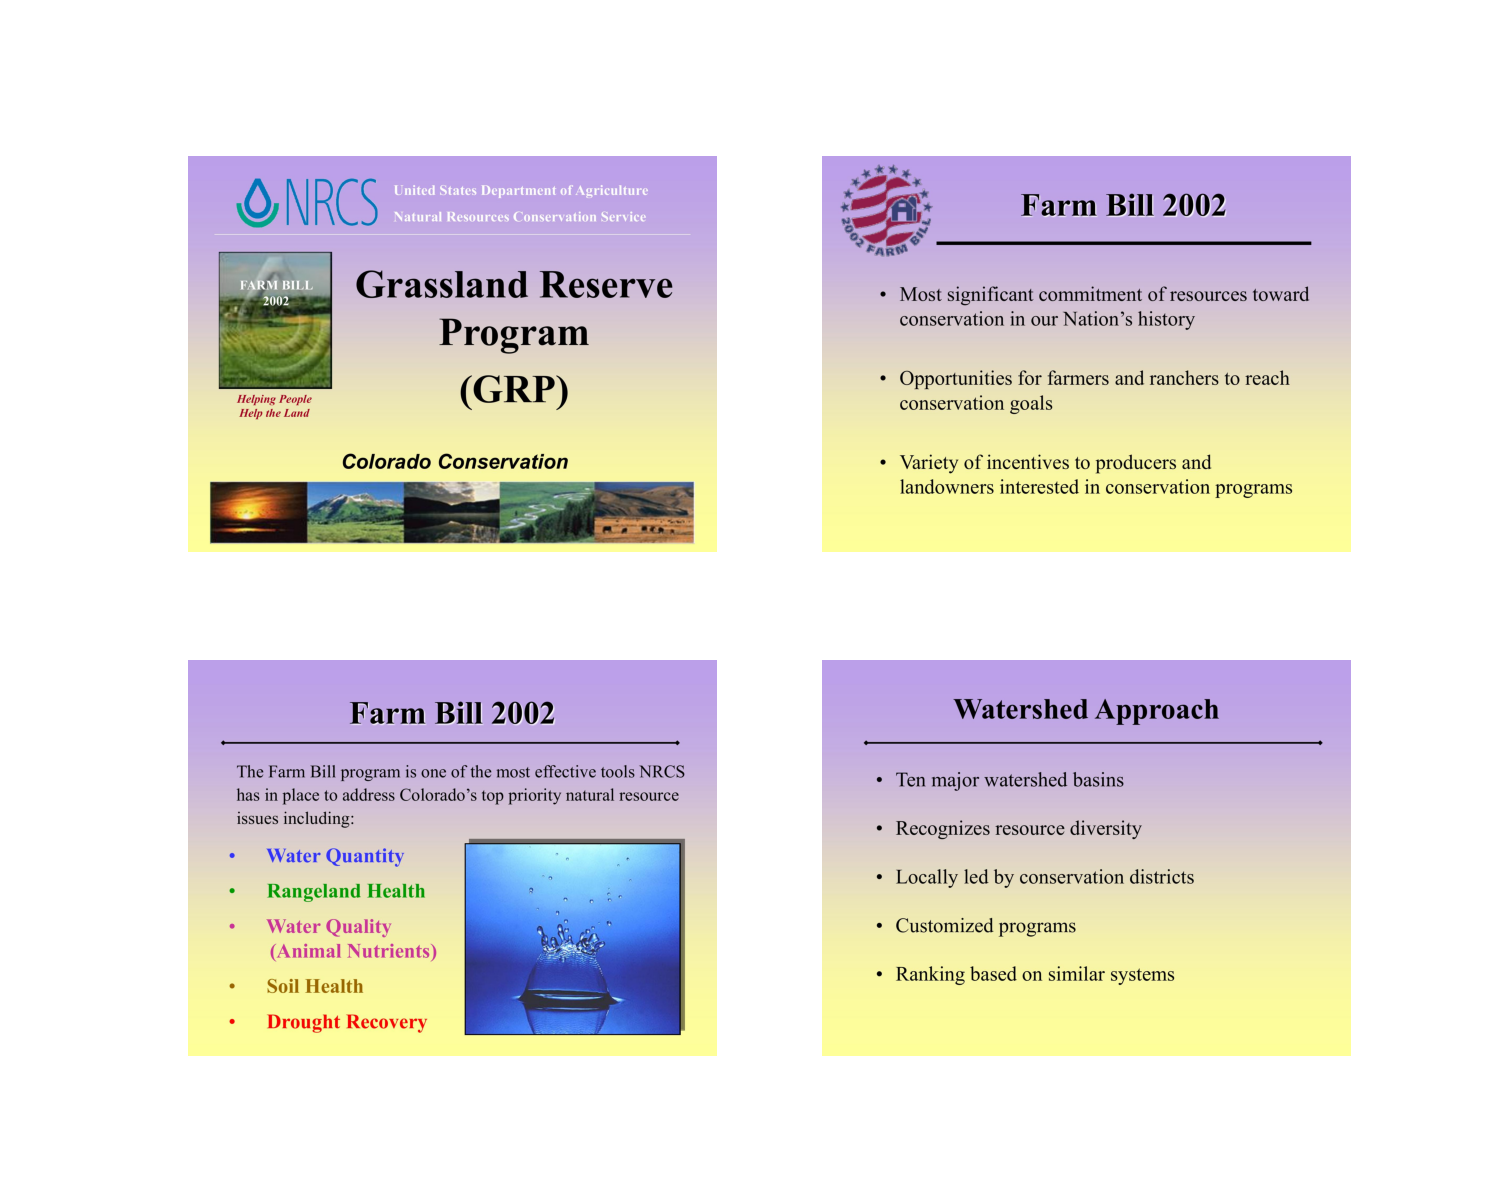 NRCS
United States Department of Agriculture
Natural Resources Conservation Service
FARM BILL
2002
Helping People
Help the Land
Grassland Reserve
Program
(GRP)
Colorado Conservation
2002 FARM BILL
Farm Bill 2002
• Most significant commitment of resources toward
conservation in our Nation’s history
• Opportunities for farmers and ranchers to reach
conservation goals
• Variety of incentives to producers and
landowners interested in conservation programs
Farm Bill 2002
The Farm Bill program is one of the most effective tools NRCS
has in place to address Colorado’s top priority natural resource
issues including:
• Water Quantity
• Rangeland Health
• Water Quality
(Animal Nutrients)
• Soil Health
• Drought Recovery
Watershed Approach
• Ten major watershed basins
• Recognizes resource diversity
• Locally led by conservation districts
• Customized programs
• Ranking based on similar systems